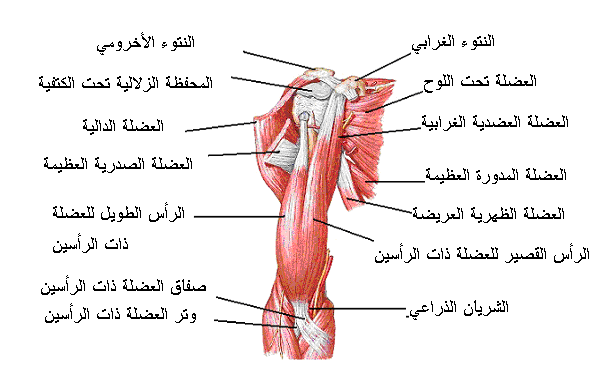 النتوء الغرابي
النتوء الأخرومي
العضلة تحت اللوح
المحفظة الزلالية تحت الكتفية
العضلة العضدية الغرابية
العضلة الدالية
العضلة الصدرية العظيمة
العضلة المدورة العظيمة
العضلة الظهرية العريضة
الرأس الطويل للعضلة
ذات الرأسين
الرأس القصير للعضلة ذات الرأسين
صفاق العضلة ذات الرأسين
الشريان الذراعي
وتر العضلة ذات الرأسين